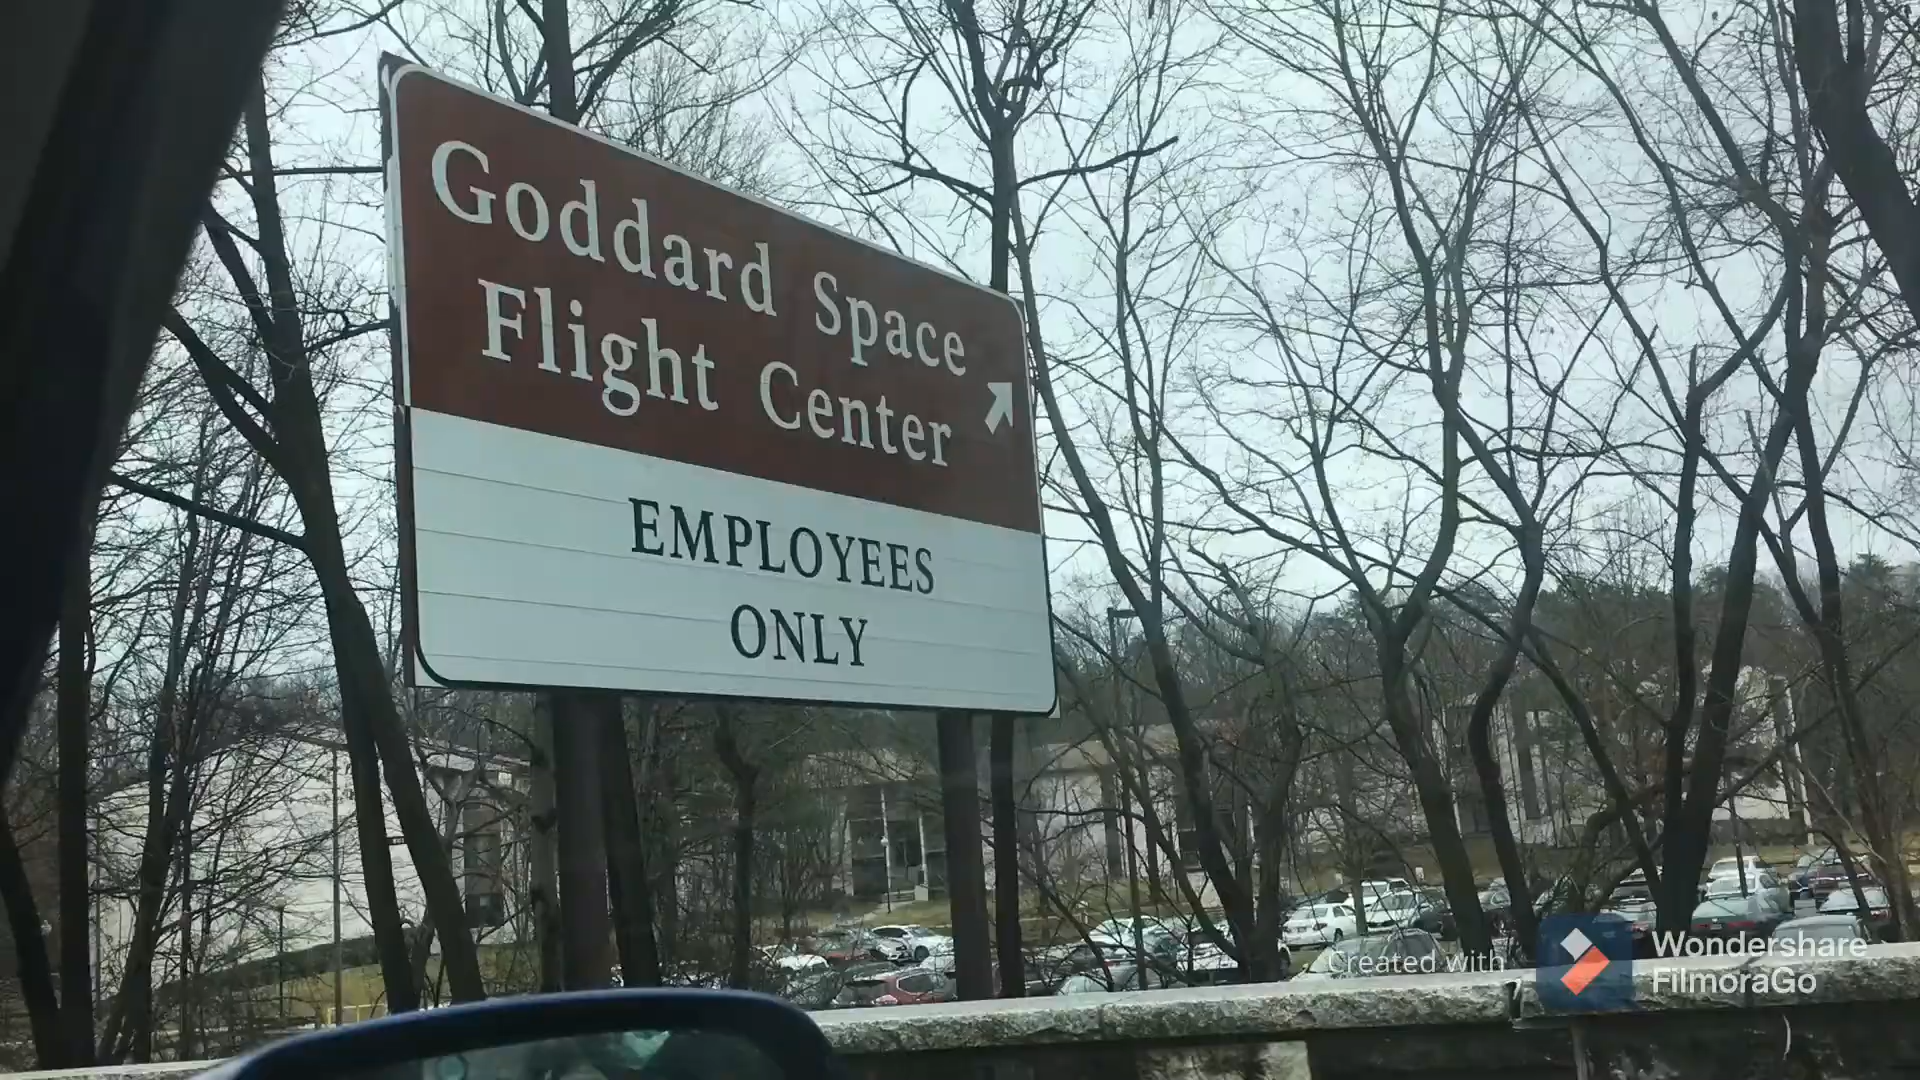 Goddard Space
Flight Center
EMPLOYEES
ONLY
Created with
Wondershare
FilmoraGo